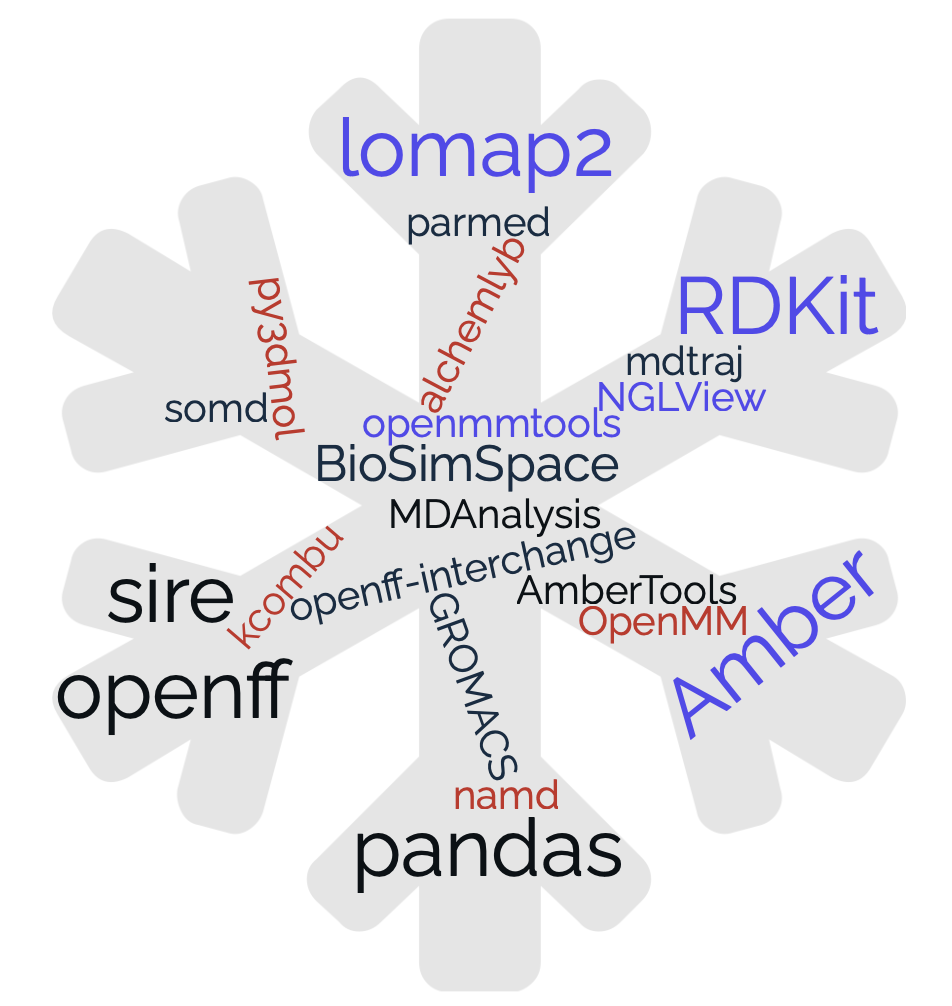 lomap2
parmed
alchemlyb
RDKit
py3dmol
mdtraj
NGLView
somd
openmmtools
BioSimSpace
MDAnalysis
openff-interchange
kcombu
sire
AmberTools
OpenMM
Amber
openff
GROMACS
namd
pandas